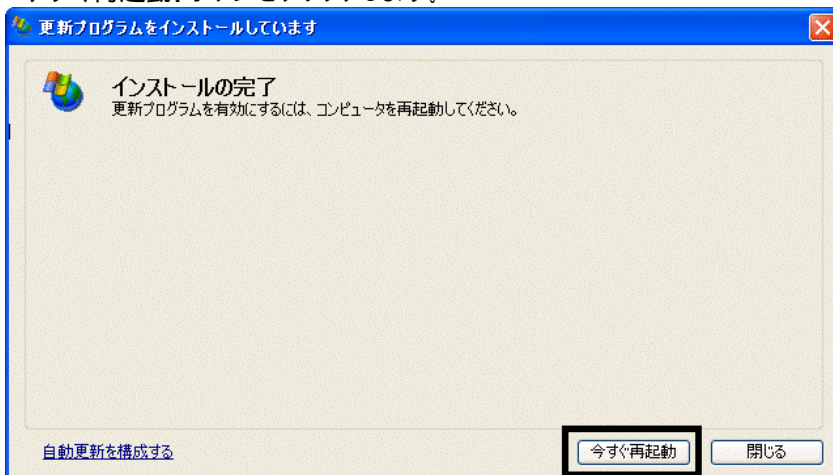 更新プログラムをインストールしています
インストールの完了
更新プログラムを有効にするには、コンピュータを再起動してください。
自動更新を構成する
今すぐ再起動
閉じる